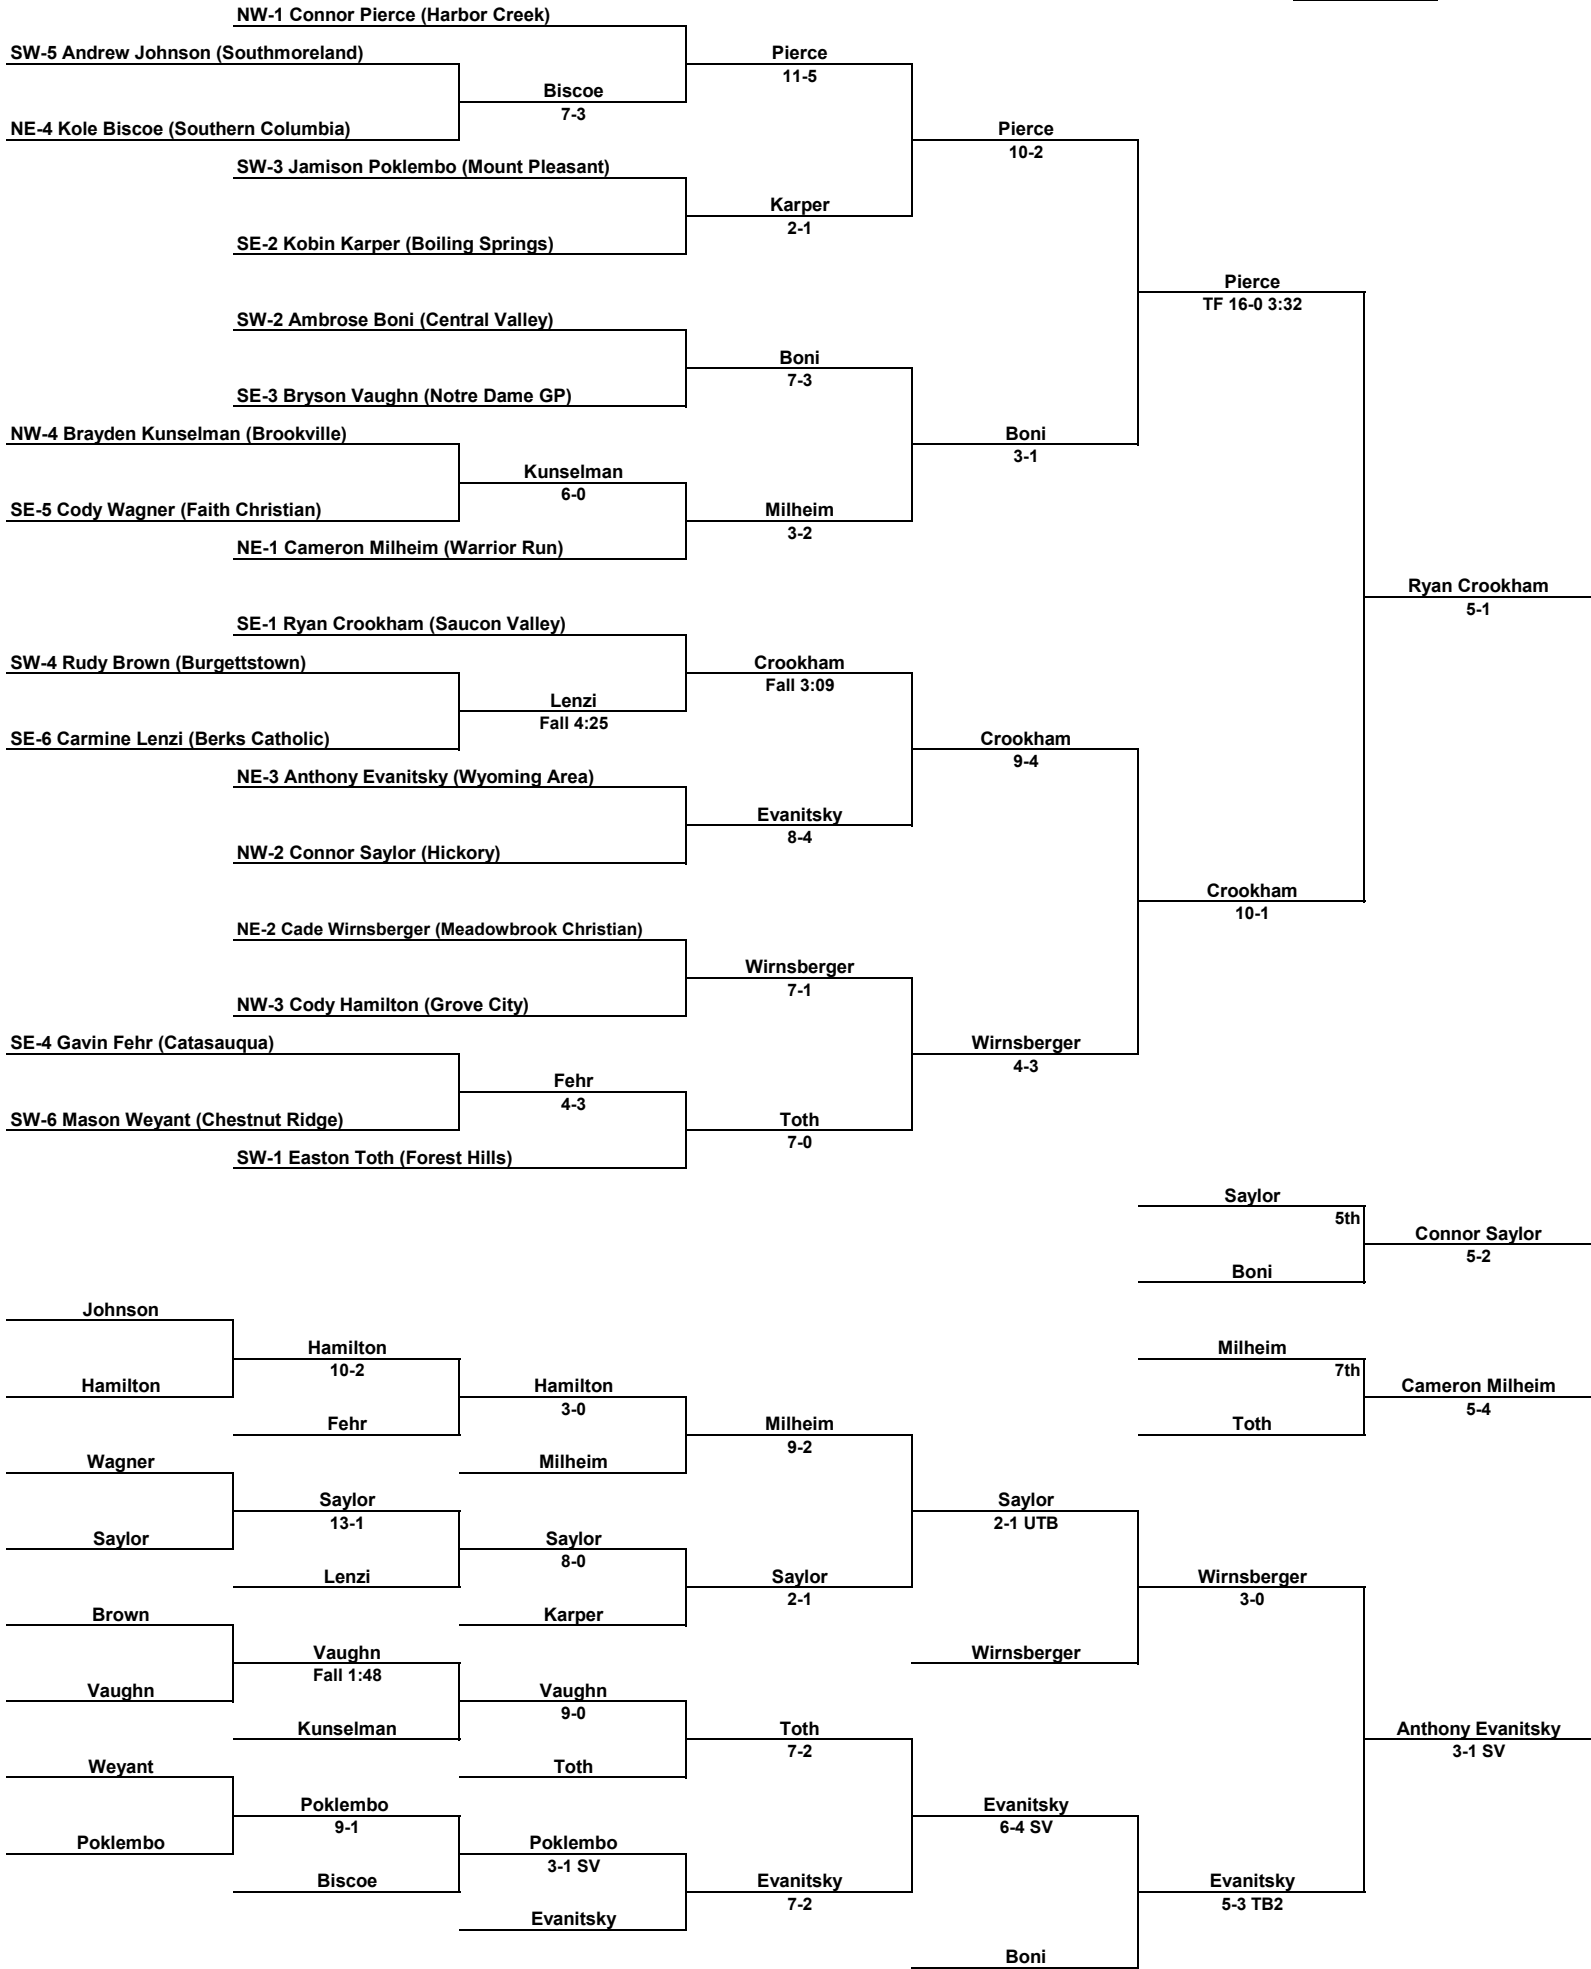 NW-1 Connor Pierce (Harbor Creek)
SW-5 Andrew Johnson (Southmoreland)
Pierce
11-5
Biscoe
7-3
NE-4 Kole Biscoe (Southern Columbia)
Pierce
10-2
SW-3 Jamison Poklembo (Mount Pleasant)
Karper
2-1
SE-2 Kobin Karper (Boiling Springs)
Pierce
TF 16-0 3:32
SW-2 Ambrose Boni (Central Valley)
Boni
7-3
SE-3 Bryson Vaughn (Notre Dame GP)
NW-4 Brayden Kunselman (Brookville)
Boni
3-1
Kunselman
6-0
SE-5 Cody Wagner (Faith Christian)
Milheim
3-2
NE-1 Cameron Milheim (Warrior Run)
Ryan Crookham
5-1
SE-1 Ryan Crookham (Saucon Valley)
SW-4 Rudy Brown (Burgettstown)
Crookham
Fall 3:09
Lenzi
Fall 4:25
SE-6 Carmine Lenzi (Berks Catholic)
Crookham
9-4
NE-3 Anthony Evanitsky (Wyoming Area)
Evanitsky
8-4
NW-2 Connor Saylor (Hickory)
Crookham
10-1
NE-2 Cade Wirnsberger (Meadowbrook Christian)
Wirnsberger
7-1
NW-3 Cody Hamilton (Grove City)
SE-4 Gavin Fehr (Catasauqua)
Wirnsberger
4-3
Fehr
4-3
SW-6 Mason Weyant (Chestnut Ridge)
Toth
7-0
SW-1 Easton Toth (Forest Hills)
Saylor
5th
Connor Saylor
5-2
Boni
Johnson
Hamilton
10-2
Milheim
7th
Hamilton
Hamilton
3-0
Cameron Milheim
5-4
Fehr
Milheim
9-2
Toth
Wagner
Milheim
Saylor
13-1
Saylor
2-1 UTB
Saylor
Saylor
8-0
Lenzi
Saylor
2-1
Wirnsberger
3-0
Brown
Karper
Vaughn
Fall 1:48
Wirnsberger
Vaughn
Vaughn
9-0
Kunselman
Toth
7-2
Anthony Evanitsky
3-1 SV
Weyant
Toth
Poklembo
9-1
Evanitsky
6-4 SV
Poklembo
Poklembo
3-1 SV
Biscoe
Evanitsky
7-2
Evanitsky
5-3 TB2
Evanitsky
Boni